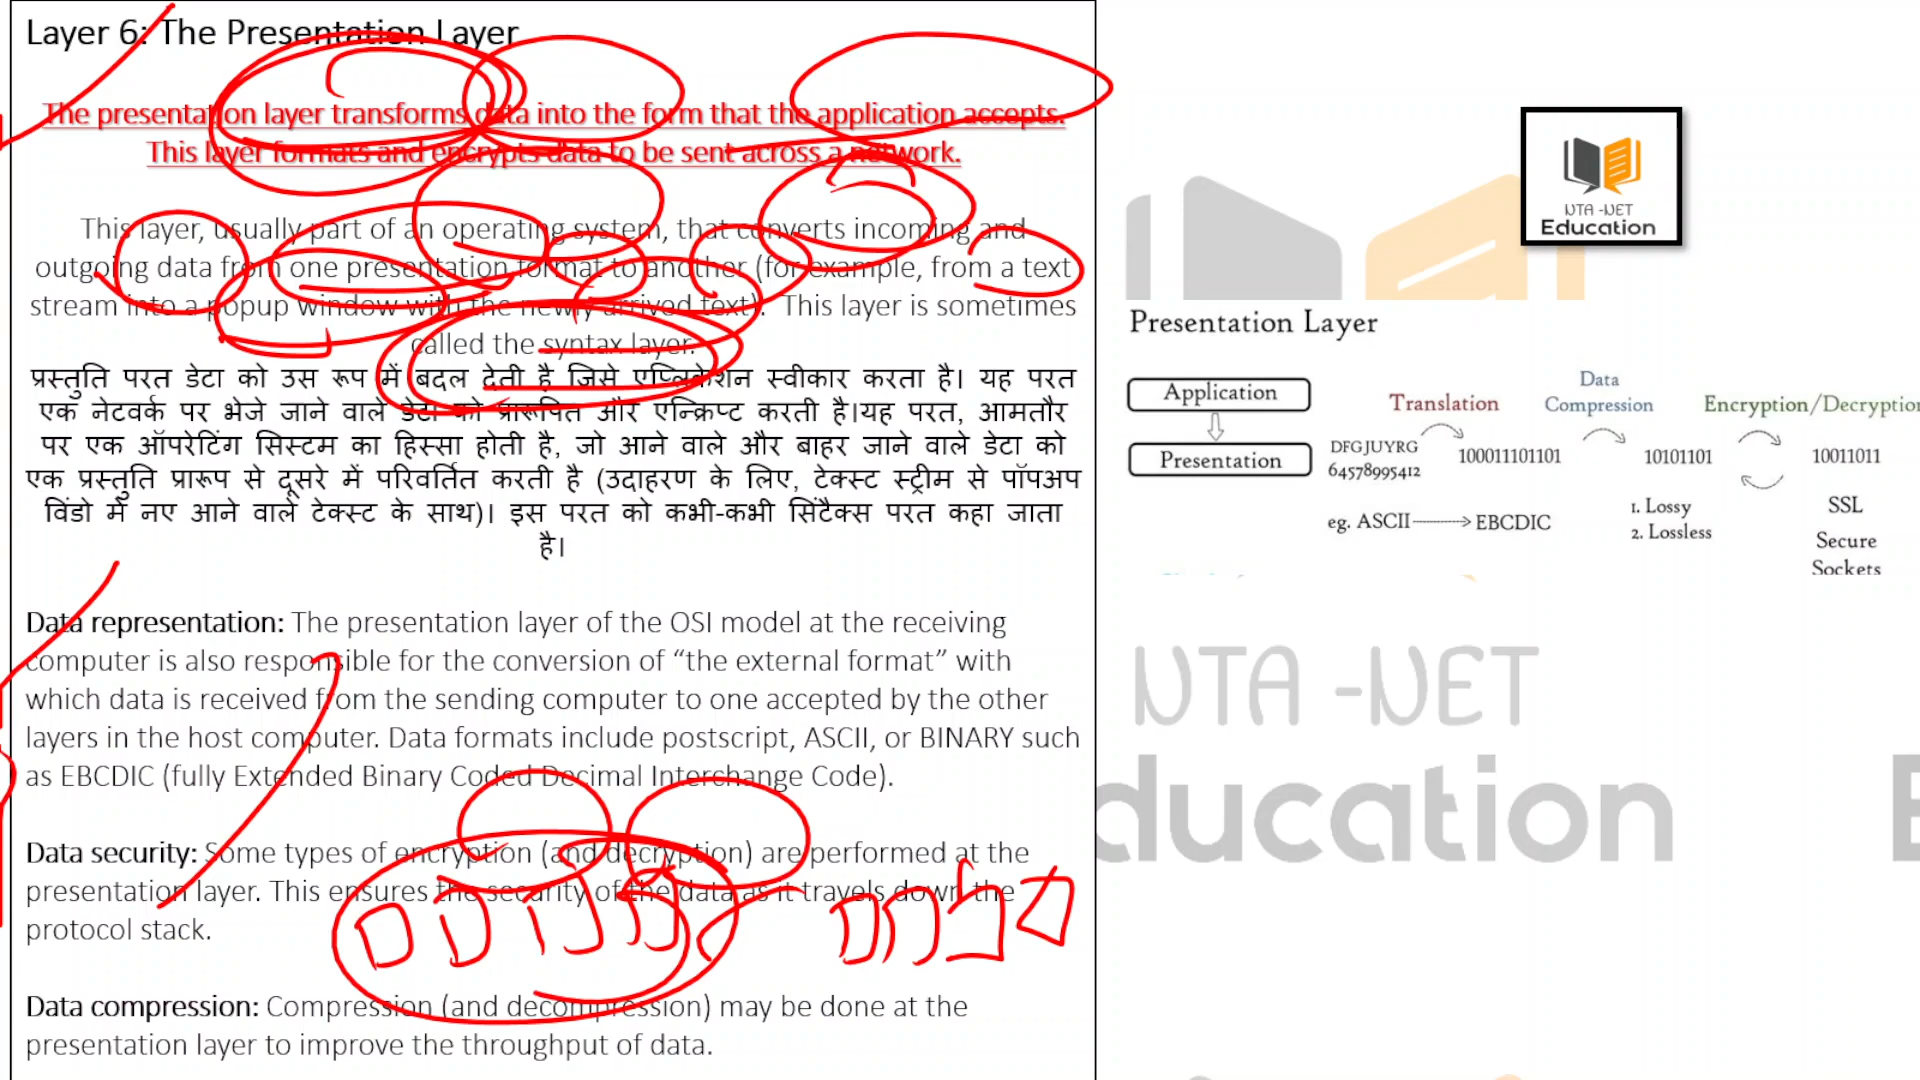 Layer 6: The Presentation Layer
The presentation layer transforms data into the form that the application accepts.
This layer formats and encrypts data to be sent across a network.
This layer, usually part of an operating system, that converts incoming and
outgoing data from one presentation format to another (for example, from a text
stream into a popup window with the newly arrived text). This layer is sometimes
called the syntax layer.
प्रस्तुति परत डेटा को उस रूप में बदल देती है जिसे एप्लिकेशन स्वीकार करता है। यह परत
एक नेटवर्क पर भेजे जाने वाले डेटा को प्रारूपित और एन्क्रिप्ट करती है।यह परत, आमतौर
पर एक ऑपरेटिंग सिस्टम का हिस्सा होती है, जो आने वाले और बाहर जाने वाले डेटा को
एक प्रस्तुति प्रारूप से दूसरे में परिवर्तित करती है (उदाहरण के लिए, टेक्स्ट स्ट्रीम से पॉपअप
विंडो में नए आने वाले टेक्स्ट के साथ)। इस परत को कभी-कभी सिंटैक्स परत कहा जाता
है।
Data representation: The presentation layer of the OSI model at the receiving
computer is also responsible for the conversion of “the external format” with
which data is received from the sending computer to one accepted by the other
layers in the host computer. Data formats include postscript, ASCII, or BINARY such
as EBCDIC (fully Extended Binary Coded Decimal Interchange Code).
Data security: Some types of encryption (and decryption) are performed at the
presentation layer. This ensures the security of the data as it travels down the
protocol stack.
Data compression: Compression (and decompression) may be done at the
presentation layer to improve the throughput of data.
NTA -NET
Education
Presentation Layer
Application
Presentation
Translation
DFGJUYRG
64578995412
100011101101
eg. ASCII EBCDIC
Data
Compression
10101101
1. Lossy
2. Lossless
Encryption/Decryption
10011011
SSL
Secure
Sockets
NTA -NET
ducation
E